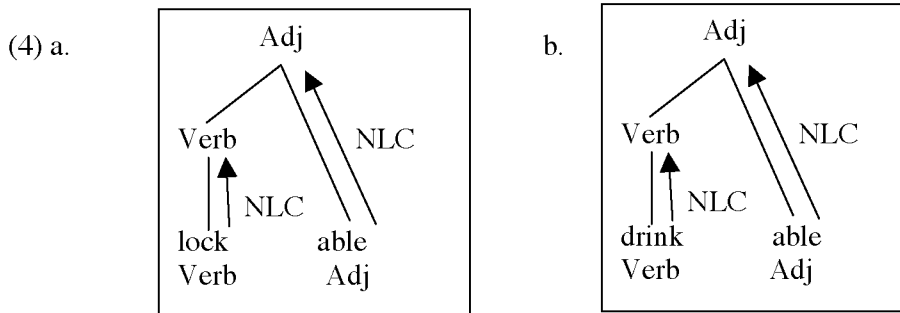 (4) a.
Adj
Verb
NLC
NLC
lock able
Verb Adj
b.
Adj
Verb
NLC
NLC
drink able
Verb Adj